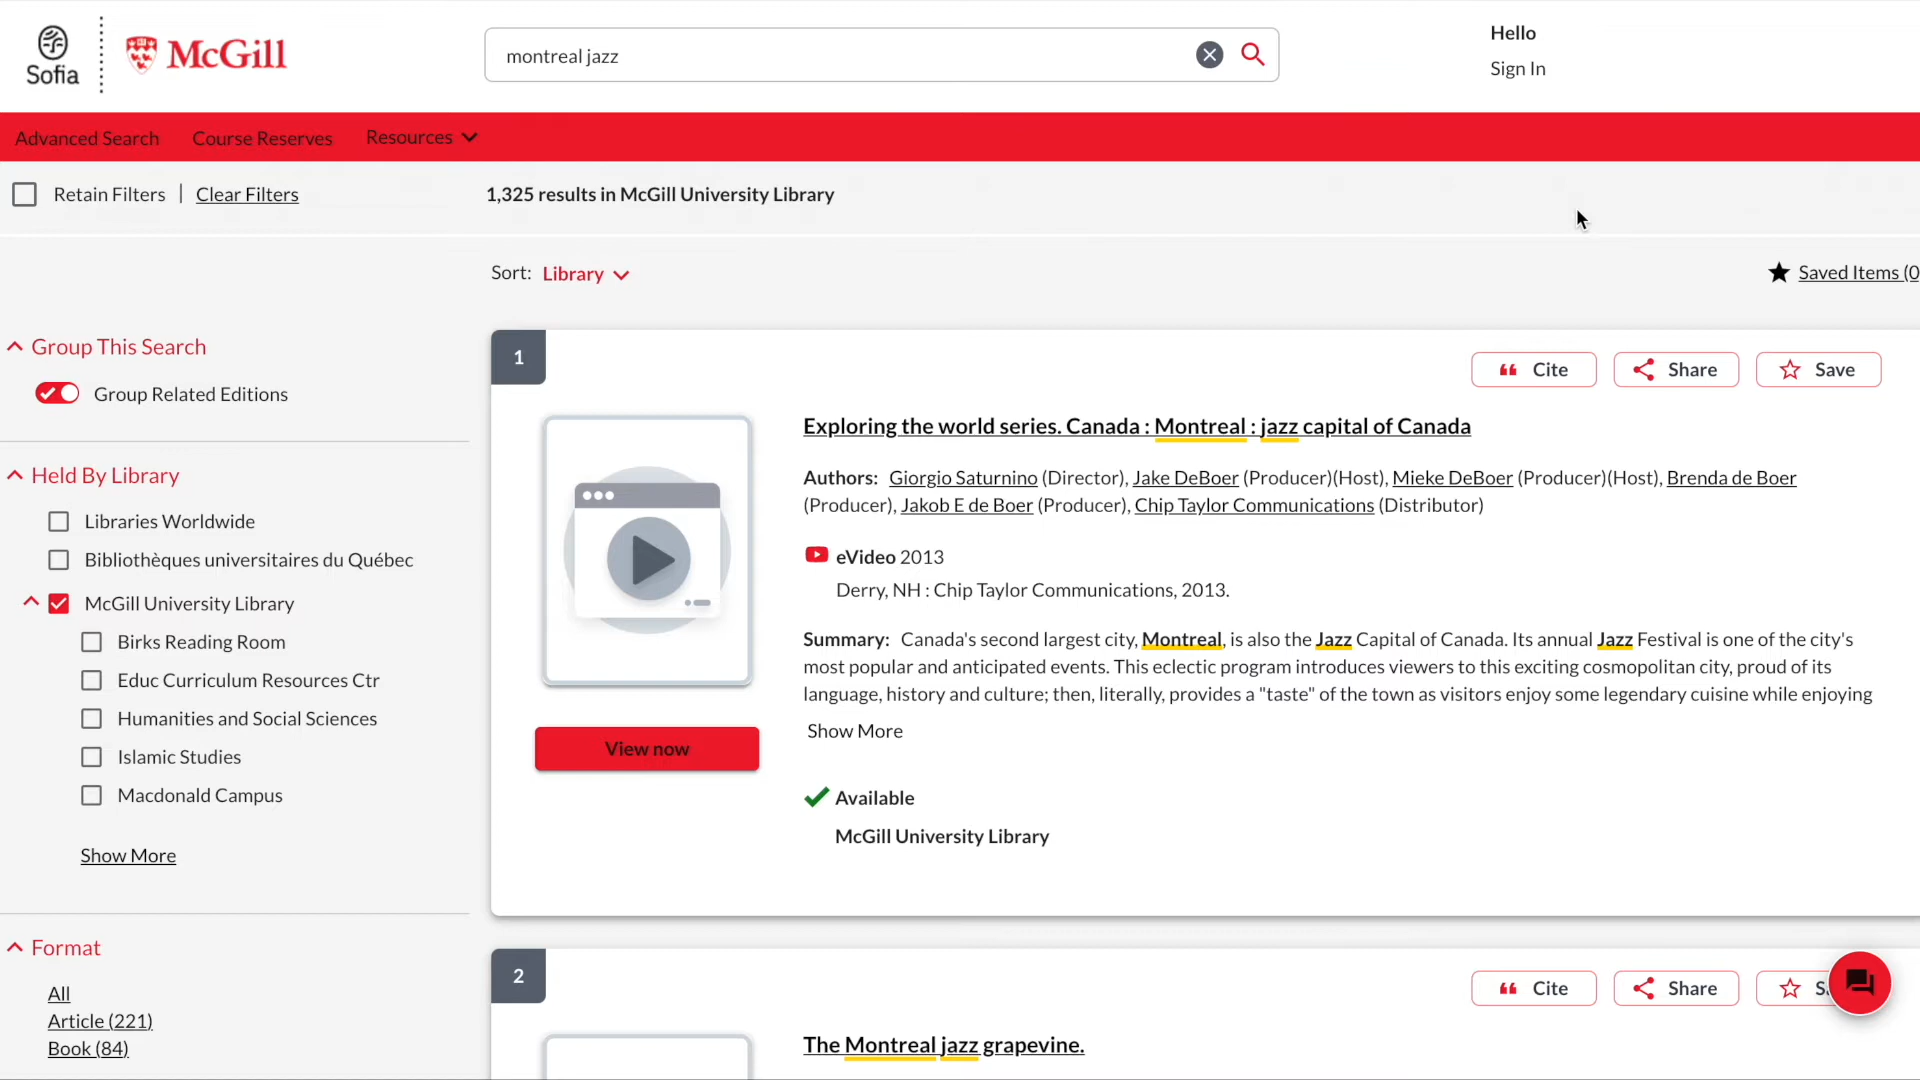 Sofia
McGill
montreal jazz
Hello
Sign In
Advanced Search
Course Reserves
Resources
Retain Filters | Clear Filters
1,325 results in McGill University Library
Sort: Library
Saved Items (0
Group This Search
Group Related Editions
Held By Library
Libraries Worldwide
Bibliothèques universitaires du Québec
McGill University Library
Birks Reading Room
Educ Curriculum Resources Ctr
Humanities and Social Sciences
Islamic Studies
Macdonald Campus
Show More
Format
All
Article (221)
Book (84)
1
Cite
Share
Save
Exploring the world series. Canada : Montreal : jazz capital of Canada
Authors: Giorgio Saturnino (Director), Jake DeBoer (Producer)(Host), Mieke DeBoer (Producer)(Host), Brenda de Boer
(Producer), Jakob E de Boer (Producer), Chip Taylor Communications (Distributor)
eVideo 2013
Derry, NH : Chip Taylor Communications, 2013.
Summary: Canada's second largest city, Montreal, is also the Jazz Capital of Canada. Its annual Jazz Festival is one of the city's
most popular and anticipated events. This eclectic program introduces viewers to this exciting cosmopolitan city, proud of its
language, history and culture; then, literally, provides a "taste" of the town as visitors enjoy some legendary cuisine while enjoying
Show More
View now
Available
McGill University Library
2
Cite
Share
The Montreal jazz grapevine.